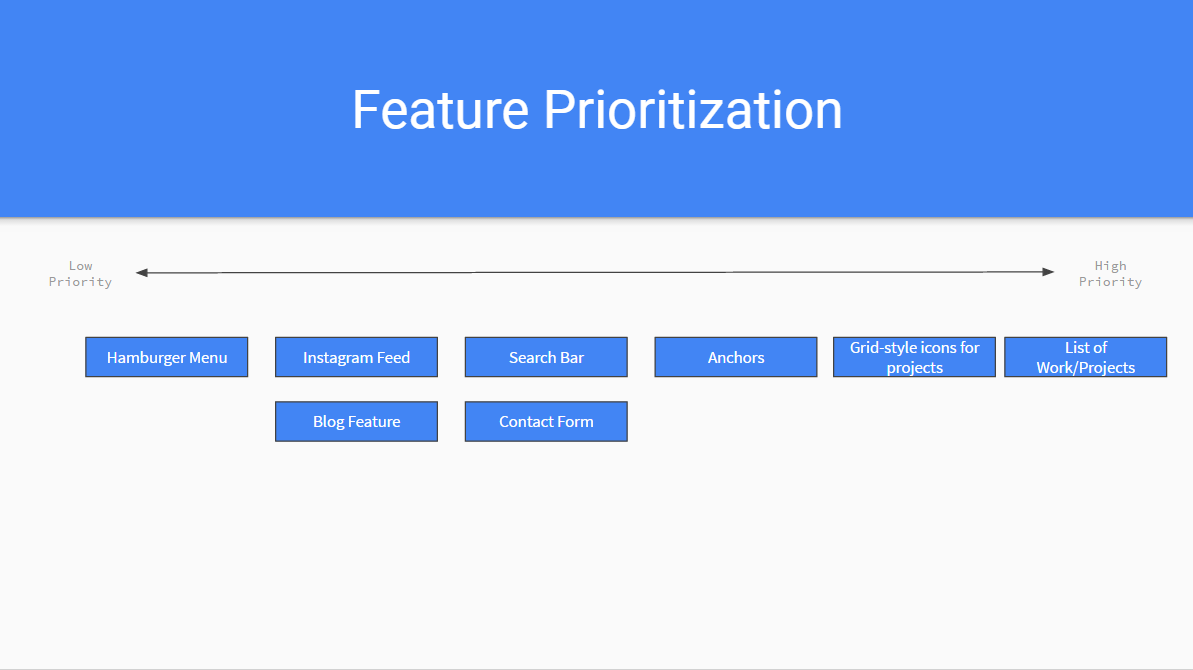 Feature Prioritization
Low
Priority
High
Priority
Hamburger Menu
Instagram Feed
Search Bar
Anchors
Grid-style icons for
projects
List of
Work/Projects
Blog Feature
Contact Form